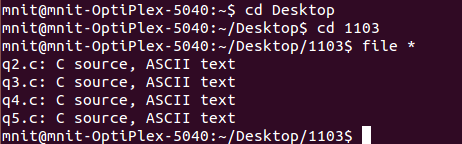 mnit@mnit-OptiPlex-5040:~$ cd Desktop
mnit@mnit-OptiPlex-5040:~/Desktop$ cd 1103
mnit@mnit-OptiPlex-5040:~/Desktop/1103$ file *
q2.c: C source, ASCII text
q3.c: C source, ASCII text
q4.c: C source, ASCII text
q5.c: C source, ASCII text
mnit@mnit-OptiPlex-5040:~/Desktop/1103$